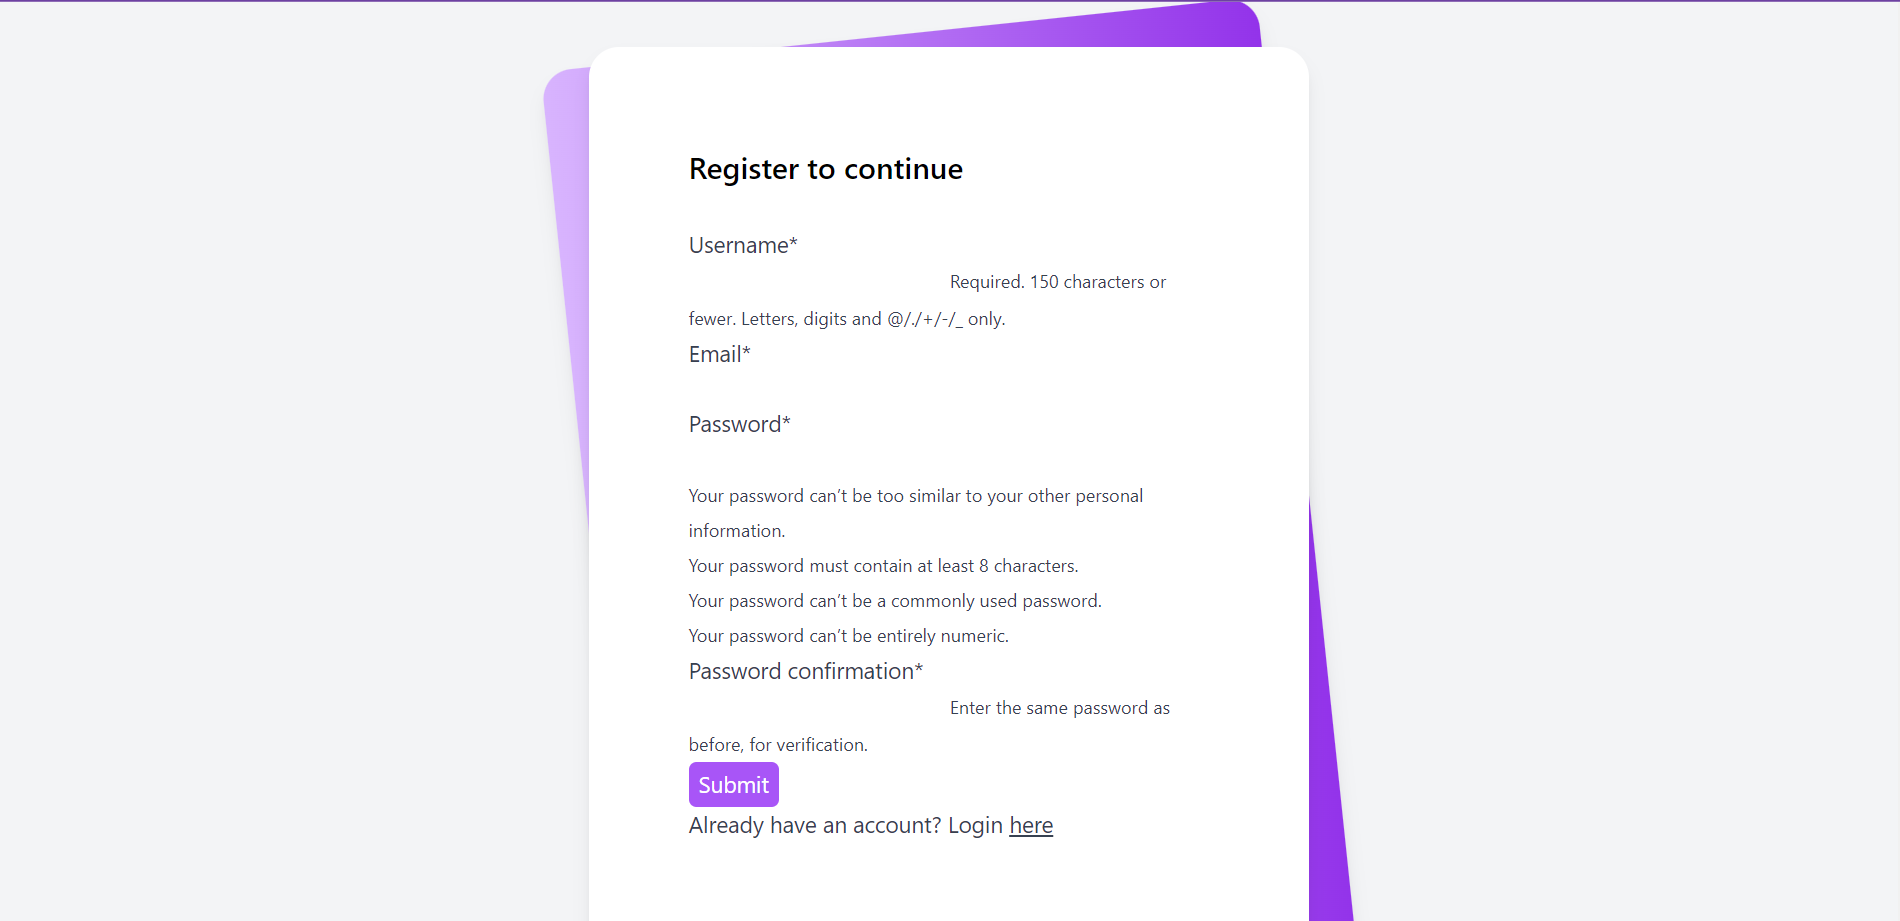 Register to continue
Username*
Required. 150 characters or
fewer. Letters, digits and @/./+/-/_ only.
Email*
Password*
Your password can’t be too similar to your other personal
information.
Your password must contain at least 8 characters.
Your password can’t be a commonly used password.
Your password can’t be entirely numeric.
Password confirmation*
Enter the same password as
before, for verification.
Submit
Already have an account? Login here